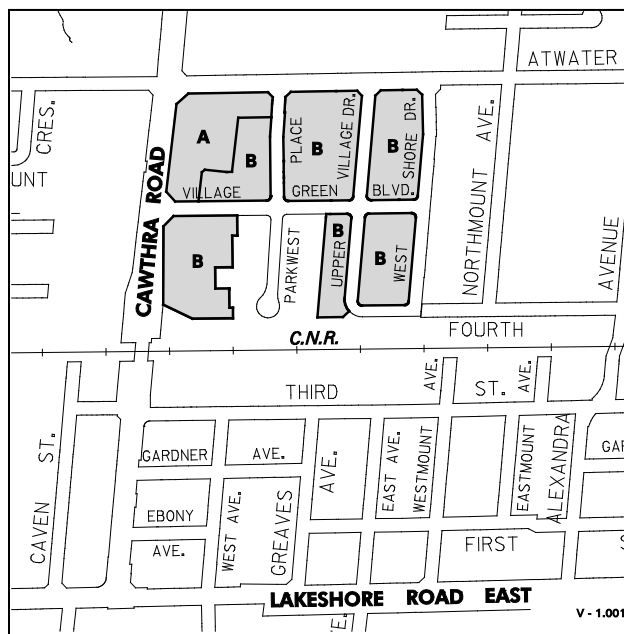 ATWATER
CRES.
UNT
CAWTHRA ROAD
A
B
B
B
PLACE
VILLAGE DR.
SHORE DR.
NORTHMOUNT AVE.
VILLAGE GREEN BLVD.
B
B
B
PARKWEST
UPPER
WEST
AVENUE
C.N.R.
FOURTH
THIRD ST.
AVE.
AVE.
CAVEN ST.
GARDNER AVE.
AVE.
EAST AVE.
WESTMOUNT
EASTMOUNT
ALEXANDRA
GAR
EBONY
AVE.
WEST AVE.
GREAVES
FIRST S
LAKESHORE ROAD EAST
V - 1.001